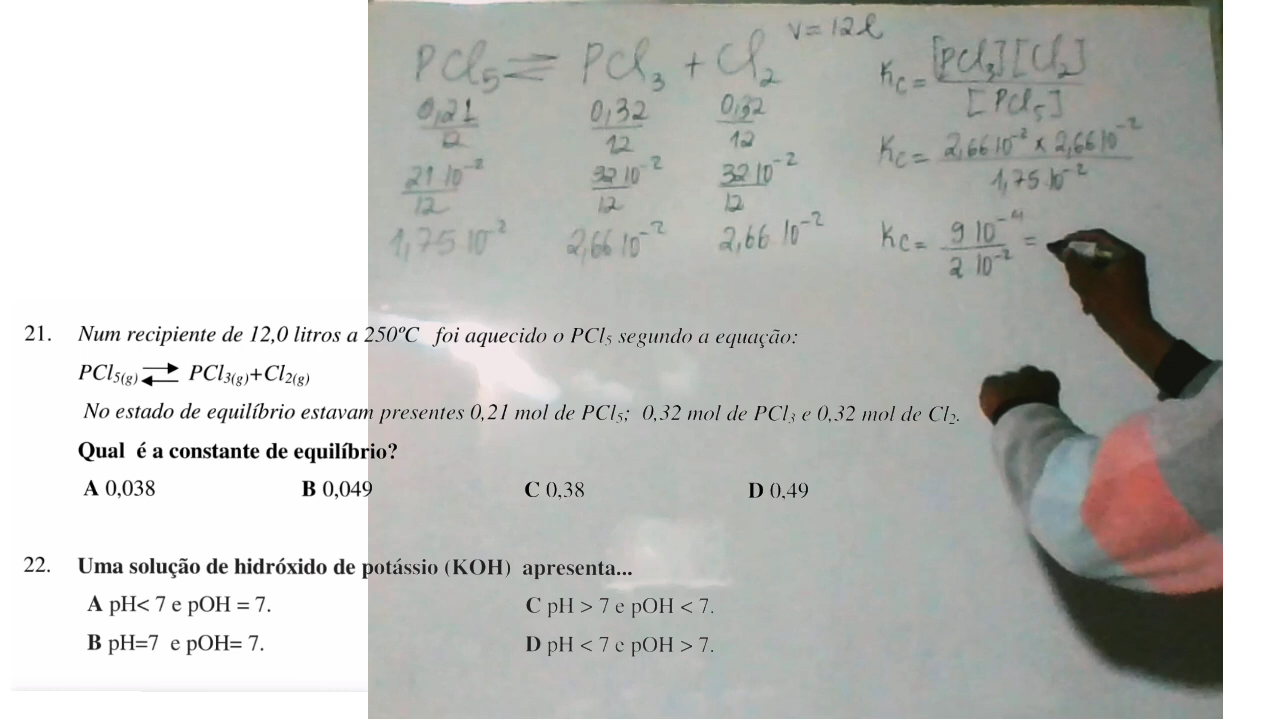 PCl₅ ⇌ PCl₃ + Cl₂ V = 12 l
0,21/12 0,32/12 0,32/12
21 10⁻²/12 32 10⁻²/12 32 10⁻²/12
1,75 10⁻² 2,66 10⁻² 2,66 10⁻²
Kc = [PCl₃][Cl₂]/[PCl₅]
Kc = 2,66 10⁻² x 2,66 10⁻²/1,75 10⁻²
Kc = 9 10⁻⁴/2 10⁻² =
21. Num recipiente de 12,0 litros a 250ºC foi aquecido o PCl₅ segundo a equação:
PCl₅(g) ⇌ PCl₃(g)+Cl₂(g)
No estado de equilíbrio estavam presentes 0,21 mol de PCl₅; 0,32 mol de PCl₃ e 0,32 mol de Cl₂.
Qual é a constante de equilíbrio?
A 0,038 B 0,049 C 0,38 D 0,49
22. Uma solução de hidróxido de potássio (KOH) apresenta...
A pH< 7 e pOH = 7. C pH > 7 e pOH < 7.
B pH=7 e pOH= 7. D pH < 7 e pOH > 7.